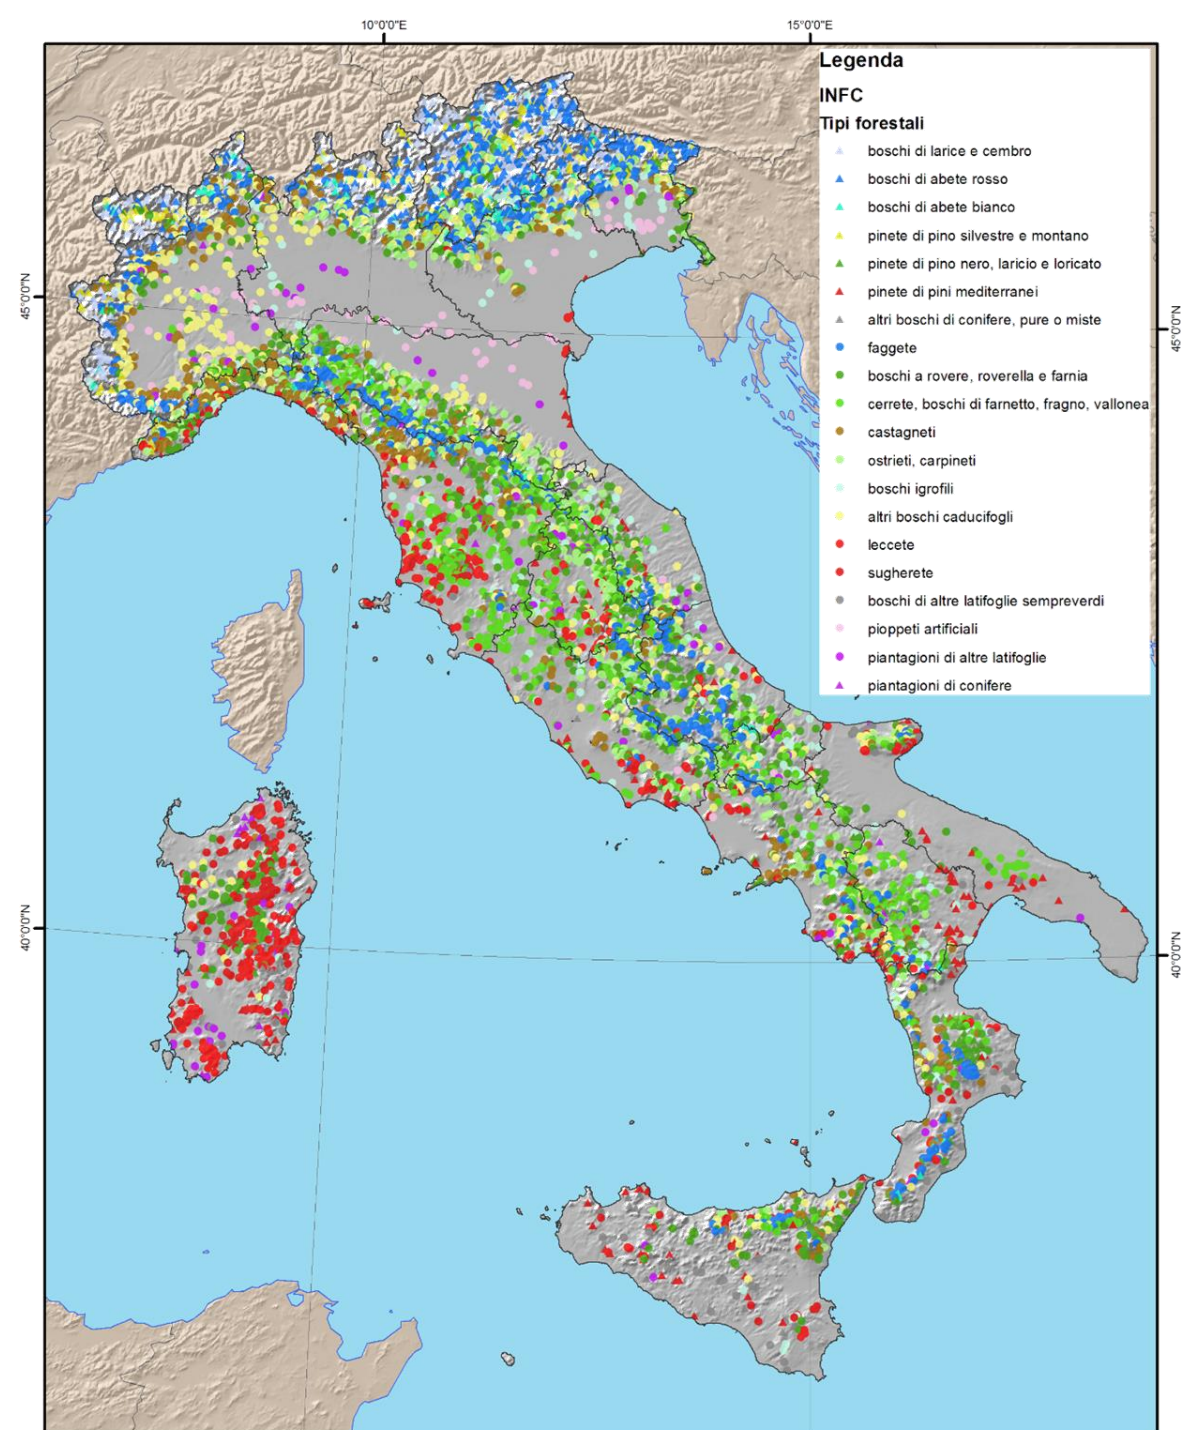 10°0'0"E
15°0'0"E
Legenda
INFC
Tipi forestali
boschi di larice e cembro
boschi di abete rosso
boschi di abete bianco
pinete di pino silvestre e montano
pinete di pino nero, laricio e loricato
pinete di pini mediterranei
altri boschi di conifere, pure o miste
faggete
boschi a rovere, roverella e farnia
cerrete, boschi di farnetto, fragno, vallonea
castagneti
ostrieti, carpineti
boschi igrofili
altri boschi caducifogli
leccete
sugherete
boschi di altre latifoglie sempreverdi
pioppeti artificiali
piantagioni di altre latifoglie
piantagioni di conifere
45°0'0"N
45°0'0"N
40°0'0"N
40°0'0"N